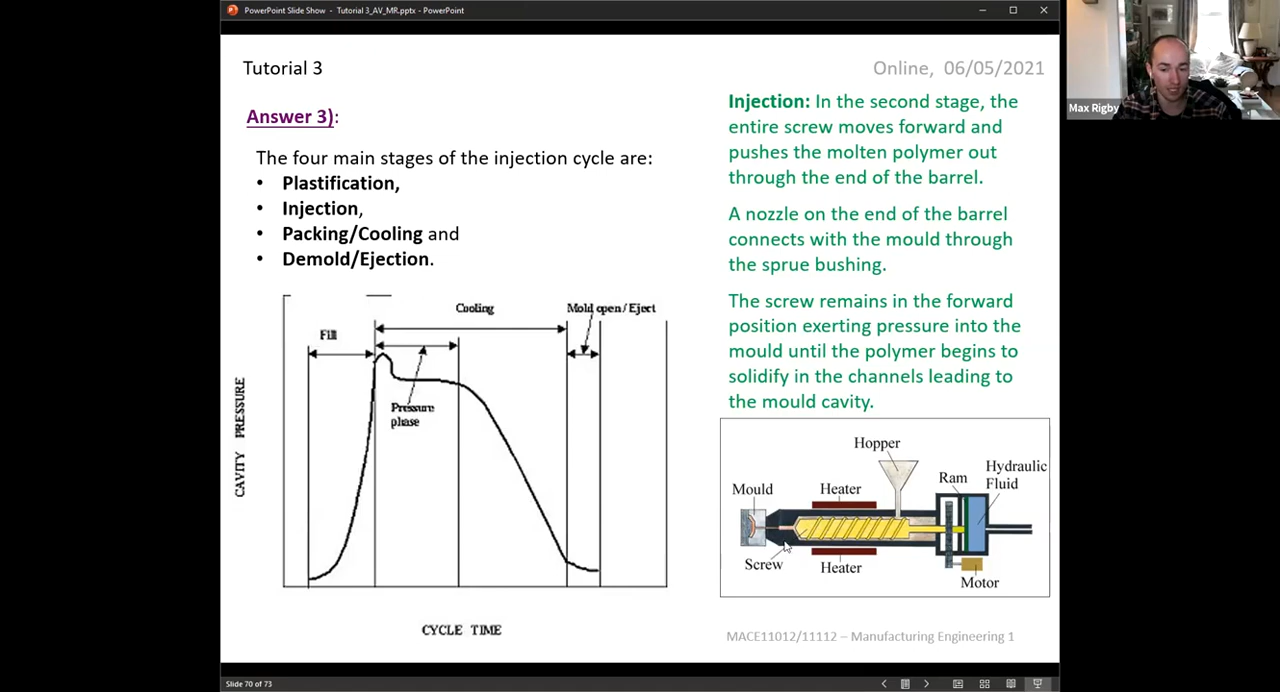 PowerPoint Slide Show - Tutorial 3_AV_MR.pptx - PowerPoint
Tutorial 3
Online, 06/05/2021
Answer 3):
The four main stages of the injection cycle are:
• Plastification,
• Injection,
• Packing/Cooling and
• Demold/Ejection.
Cooling
Mold open / Eject
Fill
Pressure
phase
CAVITY PRESSURE
CYCLE TIME
Injection: In the second stage, the
entire screw moves forward and
pushes the molten polymer out
through the end of the barrel.
A nozzle on the end of the barrel
connects with the mould through
the sprue bushing.
The screw remains in the forward
position exerting pressure into the
mould until the polymer begins to
solidify in the channels leading to
the mould cavity.
Hopper
Hydraulic
Fluid
Ram
Mould
Heater
Screw
Heater
Motor
MACE11012/11112 – Manufacturing Engineering 1
Slide 70 of 73
Max Rigby